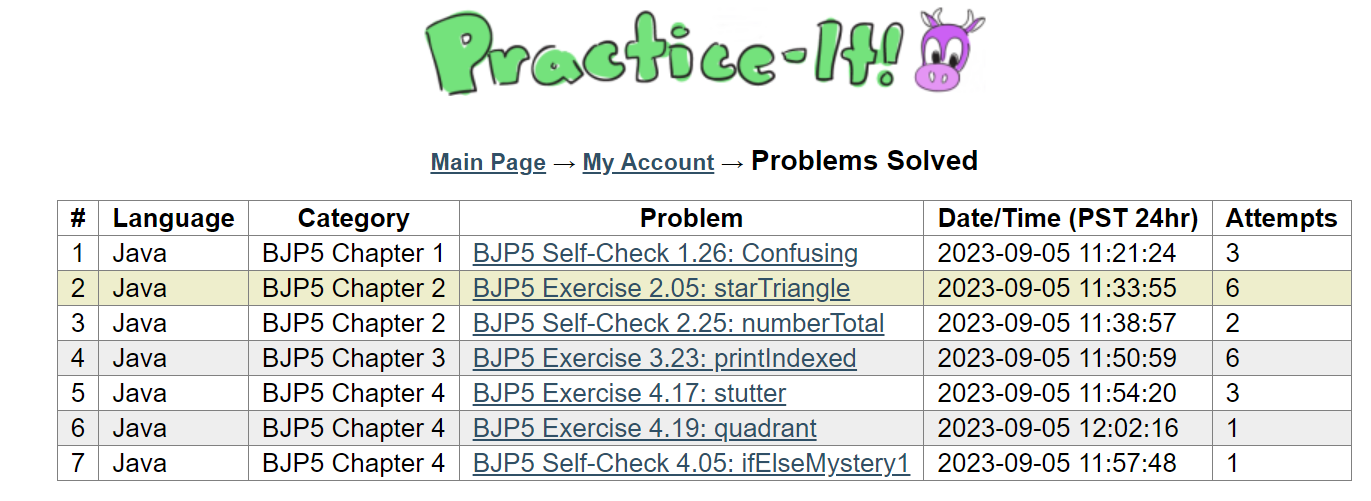 Practice-It!
Main Page → My Account → Problems Solved
# Language Category Problem Date/Time (PST 24hr) Attempts
1 Java BJP5 Chapter 1 BJP5 Self-Check 1.26: Confusing 2023-09-05 11:21:24 3
2 Java BJP5 Chapter 2 BJP5 Exercise 2.05: starTriangle 2023-09-05 11:33:55 6
3 Java BJP5 Chapter 2 BJP5 Self-Check 2.25: numberTotal 2023-09-05 11:38:57 2
4 Java BJP5 Chapter 3 BJP5 Exercise 3.23: printIndexed 2023-09-05 11:50:59 6
5 Java BJP5 Chapter 4 BJP5 Exercise 4.17: stutter 2023-09-05 11:54:20 3
6 Java BJP5 Chapter 4 BJP5 Exercise 4.19: quadrant 2023-09-05 12:02:16 1
7 Java BJP5 Chapter 4 BJP5 Self-Check 4.05: ifElseMystery1 2023-09-05 11:57:48 1